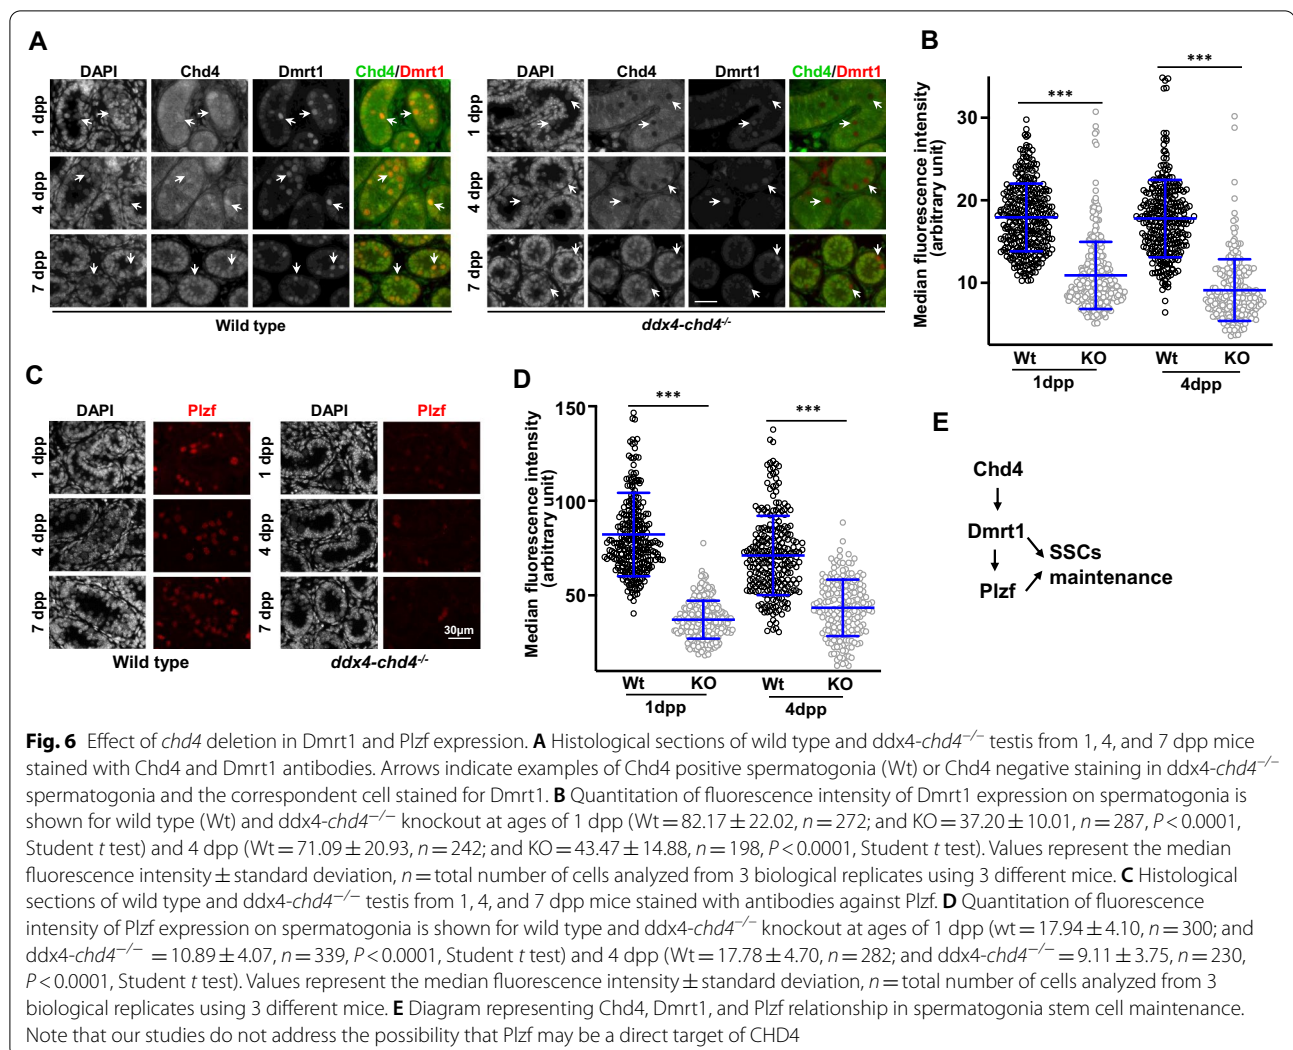 A
DAPI Chd4 Dmrt1 Chd4/Dmrt1
1 dpp
4 dpp
7 dpp
Wild type
DAPI Chd4 Dmrt1 Chd4/Dmrt1
1 dpp
4 dpp
7 dpp
ddx4-chd4-/-
B
Median fluorescence intensity
(arbitrary unit)
30
20
10
*** ***
Wt KO Wt KO
1dpp 4dpp
C
DAPI Plzf DAPI Plzf
1 dpp 1 dpp
4 dpp 4 dpp
7 dpp 7 dpp
30µm
Wild type ddx4-chd4-/-
D
Median fluorescence intensity
(arbitrary unit)
150
100
50
*** ***
Wt KO Wt KO
1dpp 4dpp
E
Chd4
Dmrt1
SSCs
maintenance
Plzf
Fig. 6 Effect of chd4 deletion in Dmrt1 and Plzf expression. A Histological sections of wild type and ddx4-chd4−/− testis from 1, 4, and 7 dpp mice
stained with Chd4 and Dmrt1 antibodies. Arrows indicate examples of Chd4 positive spermatogonia (Wt) or Chd4 negative staining in ddx4-chd4−/−
spermatogonia and the correspondent cell stained for Dmrt1. B Quantitation of fluorescence intensity of Dmrt1 expression on spermatogonia is
shown for wild type (Wt) and ddx4-chd4−/− knockout at ages of 1 dpp (Wt = 82.17 ± 22.02, n = 272; and KO = 37.20 ± 10.01, n = 287, P < 0.0001,
Student t test) and 4 dpp (Wt = 71.09 ± 20.93, n = 242; and KO = 43.47 ± 14.88, n = 198, P < 0.0001, Student t test). Values represent the median
fluorescence intensity ± standard deviation, n = total number of cells analyzed from 3 biological replicates using 3 different mice. C Histological
sections of wild type and ddx4-chd4−/− testis from 1, 4, and 7 dpp mice stained with antibodies against Plzf. D Quantitation of fluorescence
intensity of Plzf expression on spermatogonia is shown for wild type and ddx4-chd4−/− knockout at ages of 1 dpp (wt = 17.94 ± 4.10, n = 300; and
ddx4-chd4−/− = 10.89 ± 4.07, n = 339, P < 0.0001, Student t test) and 4 dpp (Wt = 17.78 ± 4.70, n = 282; and ddx4-chd4−/− = 9.11 ± 3.75, n = 230,
P < 0.0001, Student t test). Values represent the median fluorescence intensity ± standard deviation, n = total number of cells analyzed from 3
biological replicates using 3 different mice. E Diagram representing Chd4, Dmrt1, and Plzf relationship in spermatogonia stem cell maintenance.
Note that our studies do not address the possibility that Plzf may be a direct target of CHD4